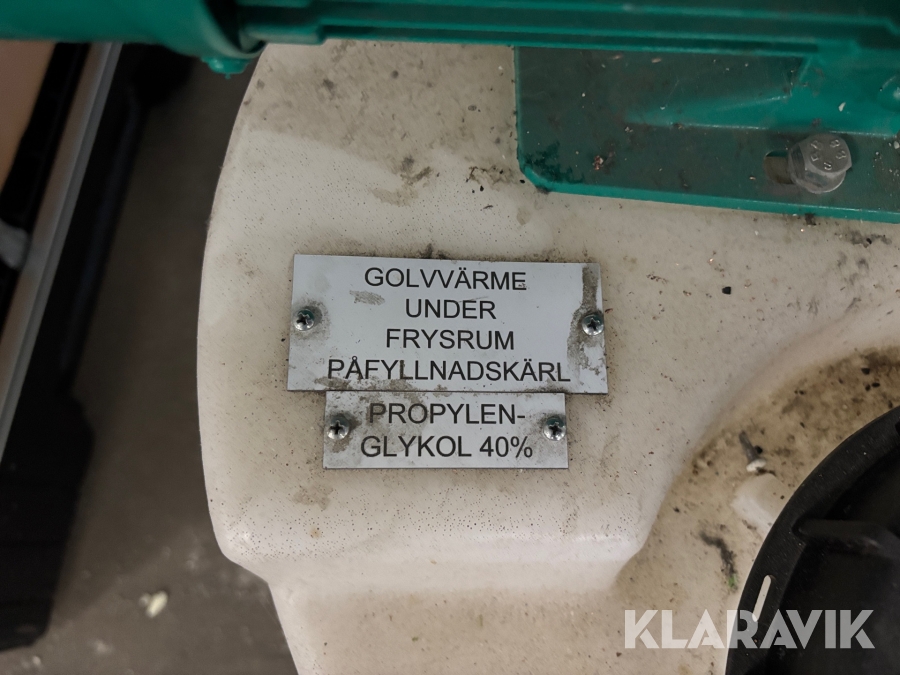 GOLVVÄRME
UNDER
FRYSRUM
PÅFYLLNADSKÄRL
PROPYLEN-
GLYKOL 40%
KLARAVIK